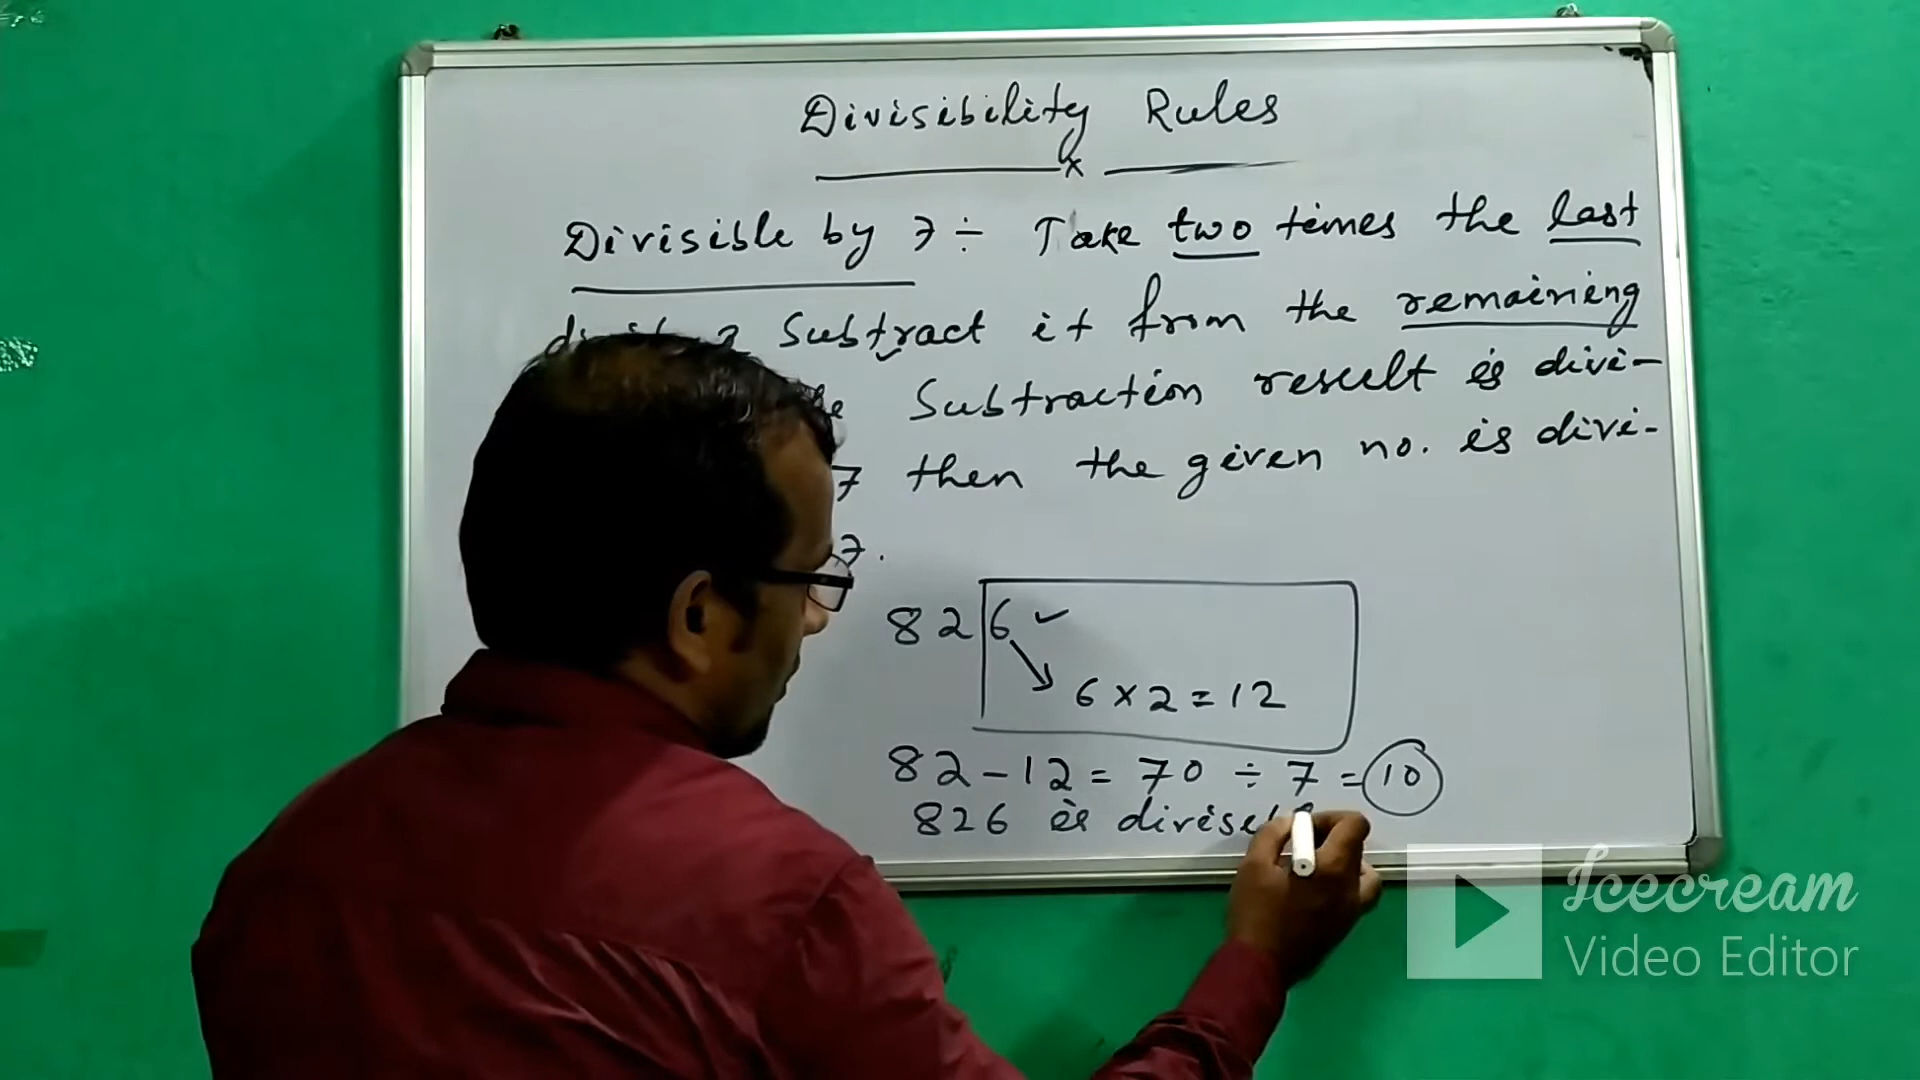 Divisibility Rules
x
Divisible by 7 ÷ Take two times the last
Subtract it from the remaining
Subtraction result is divi-
7 then the given no. is divi-
7.
826 ✓
6 × 2 = 12
82 - 12 = 70 ÷ 7 = 10
826 is
Icecream
Video Editor